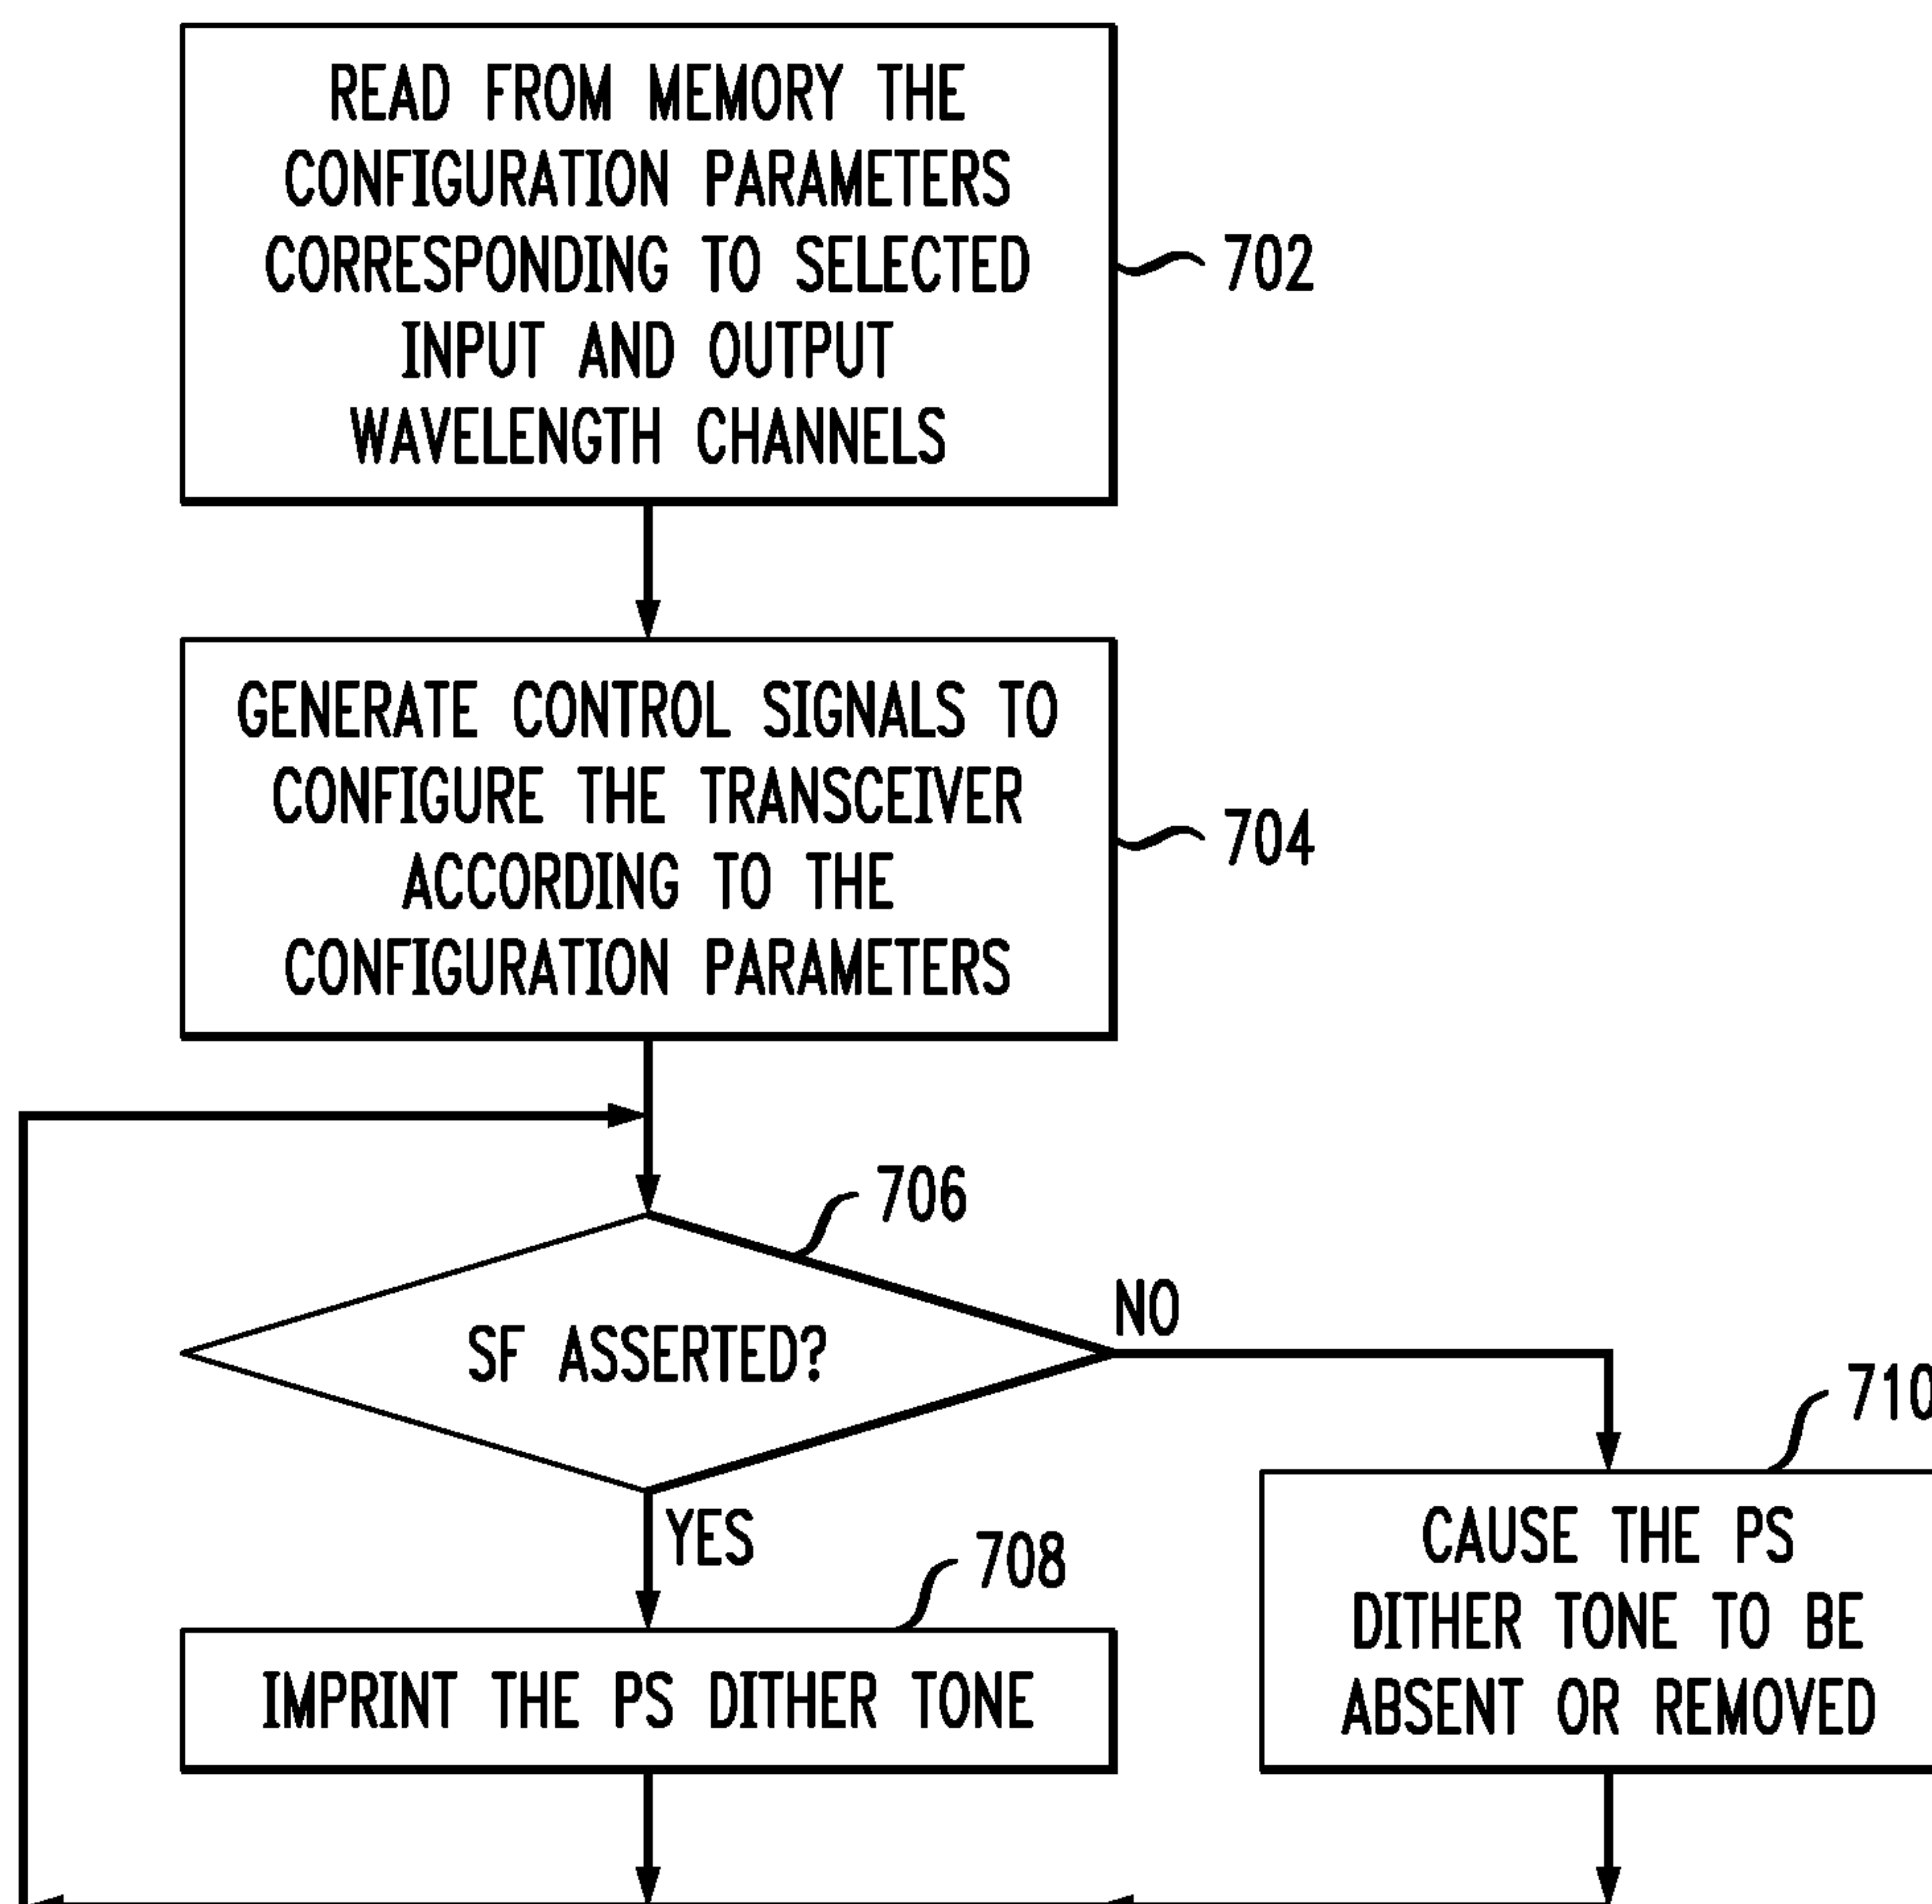 READ FROM MEMORY THE
CONFIGURATION PARAMETERS
CORRESPONDING TO SELECTED
INPUT AND OUTPUT
WAVELENGTH CHANNELS
702
GENERATE CONTROL SIGNALS TO
CONFIGURE THE TRANSCEIVER
ACCORDING TO THE
CONFIGURATION PARAMETERS
704
706
SF ASSERTED?
NO
YES
710
CAUSE THE PS
DITHER TONE TO BE
ABSENT OR REMOVED
708
IMPRINT THE PS DITHER TONE